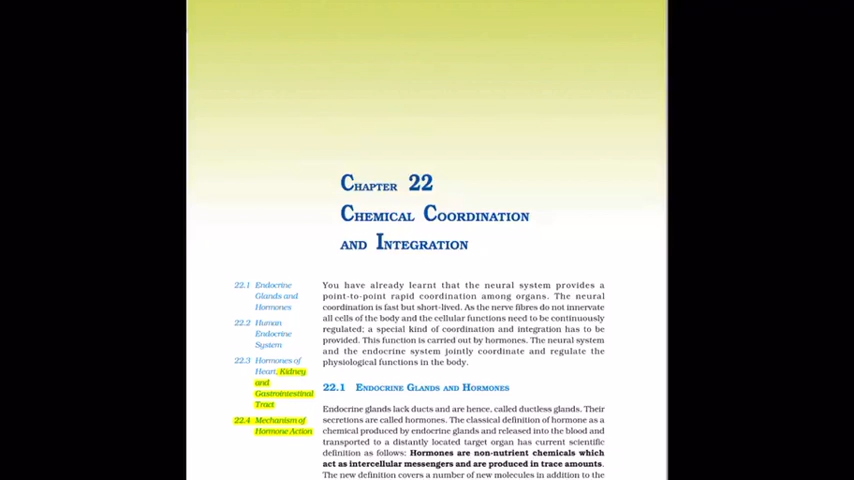 CHAPTER 22
CHEMICAL COORDINATION
AND INTEGRATION
22.1 Endocrine
Glands and
Hormones
22.2 Human
Endocrine
System
22.3 Hormones of
Heart, Kidney
and
Gastrointestinal
Tract
22.4 Mechanism of
Hormone Action
You have already learnt that the neural system provides a
point-to-point rapid coordination among organs. The neural
coordination is fast but short-lived. As the nerve fibres do not innervate
all cells of the body and the cellular functions need to be continuously
regulated; a special kind of coordination and integration has to be
provided. This function is carried out by hormones. The neural system
and the endocrine system jointly coordinate and regulate the
physiological functions in the body.
22.1 ENDOCRINE GLANDS AND HORMONES
Endocrine glands lack ducts and are hence, called ductless glands. Their
secretions are called hormones. The classical definition of hormone as a
chemical produced by endocrine glands and released into the blood and
transported to a distantly located target organ has current scientific
definition as follows: Hormones are non-nutrient chemicals which
act as intercellular messengers and are produced in trace amounts.
The new definition covers a number of new molecules in addition to the